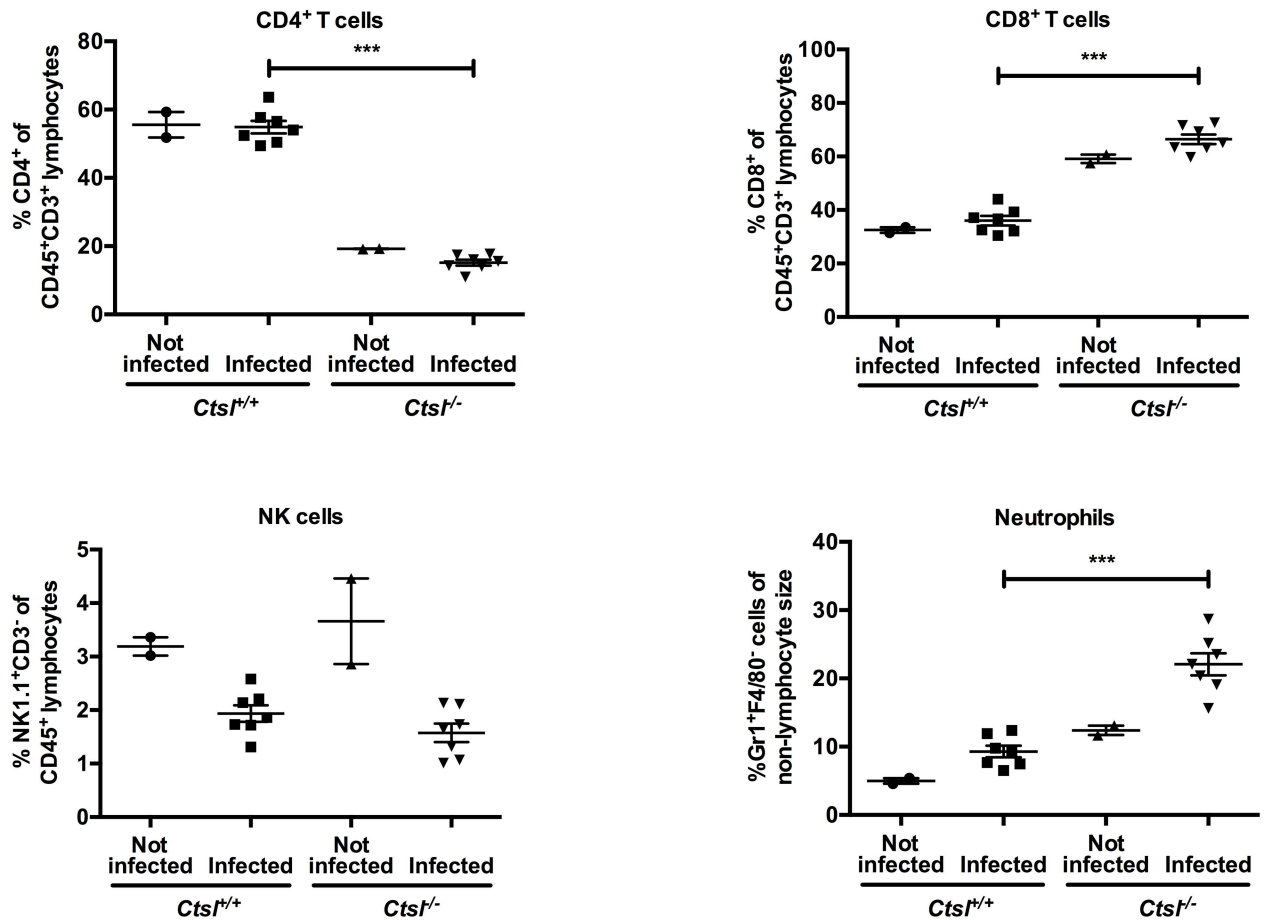 CD4+ T cells
% CD4+ of
CD45+CD3+ lymphocytes
80
60
40
20
0
***
Not
infected
Infected
Not
infected
Infected
Ctsl+/+
Ctsl-/-
CD8+ T cells
% CD8+ of
CD45+CD3+ lymphocytes
100
80
60
40
20
0
***
Not
infected
Infected
Not
infected
Infected
Ctsl+/+
Ctsl-/-
NK cells
% NK1.1+CD3- of
CD45+ lymphocytes
5
4
3
2
1
0
Not
infected
Infected
Not
infected
Infected
Ctsl+/+
Ctsl-/-
Neutrophils
%Gr1+F4/80- cells of
non-lymphocyte size
40
30
20
10
0
***
Not
infected
Infected
Not
infected
Infected
Ctsl+/+
Ctsl-/-